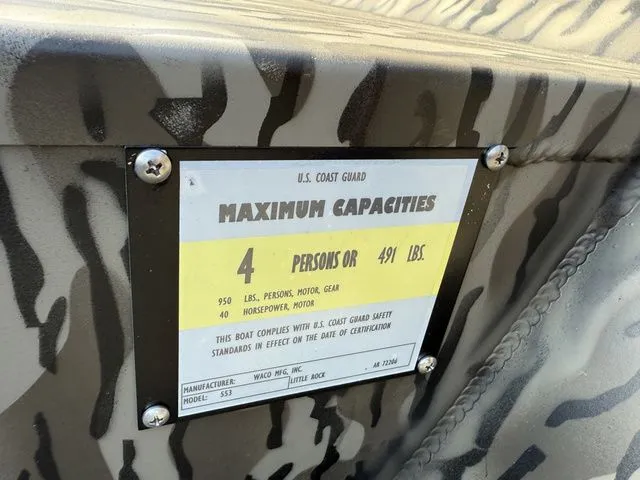 U.S. COAST GUARD
MAXIMUM CAPACITIES
4 PERSONS OR 491 LBS.
950 LBS., PERSONS, MOTOR, GEAR
40 HORSEPOWER, MOTOR
THIS BOAT COMPLIES WITH U.S. COAST GUARD SAFETY
STANDARDS IN EFFECT ON THE DATE OF CERTIFICATION
MANUFACTURER: WACO MFG, INC. , AR 72206
MODEL: 553 LITTLE ROCK